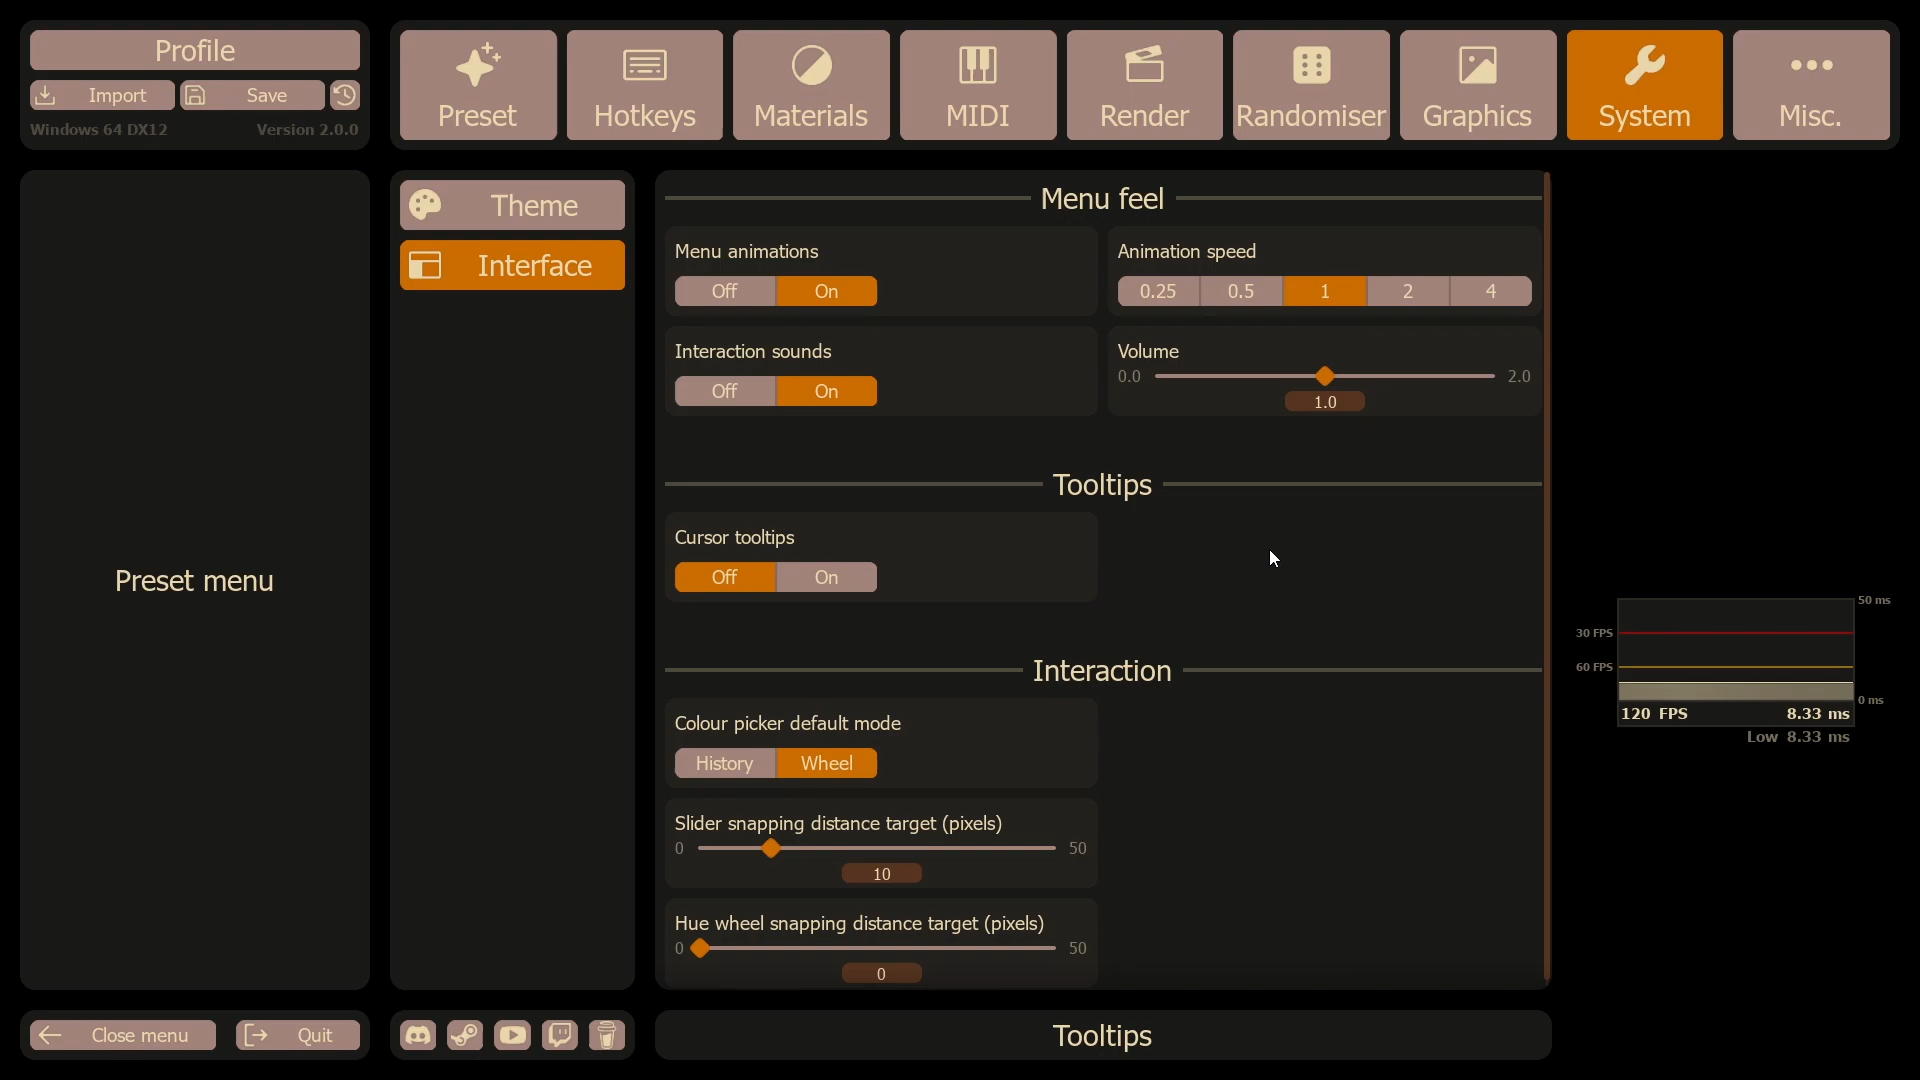 Profile
Import
Save
Windows 64 DX12
Version 2.0.0
Preset
Hotkeys
Materials
MIDI
Render
Randomiser
Graphics
System
Misc.
Preset menu
Theme
Interface
Menu feel
Menu animations
Off
On
Animation speed
0.25
0.5
1
2
4
Interaction sounds
Off
On
Volume
0.0
2.0
1.0
Tooltips
Cursor tooltips
Off
On
Interaction
Colour picker default mode
History
Wheel
Slider snapping distance target (pixels)
0
50
10
Hue wheel snapping distance target (pixels)
0
50
0
50 ms
30 FPS
60 FPS
0 ms
120 FPS
8.33 ms
Low 8.33 ms
Close menu
Quit
Tooltips